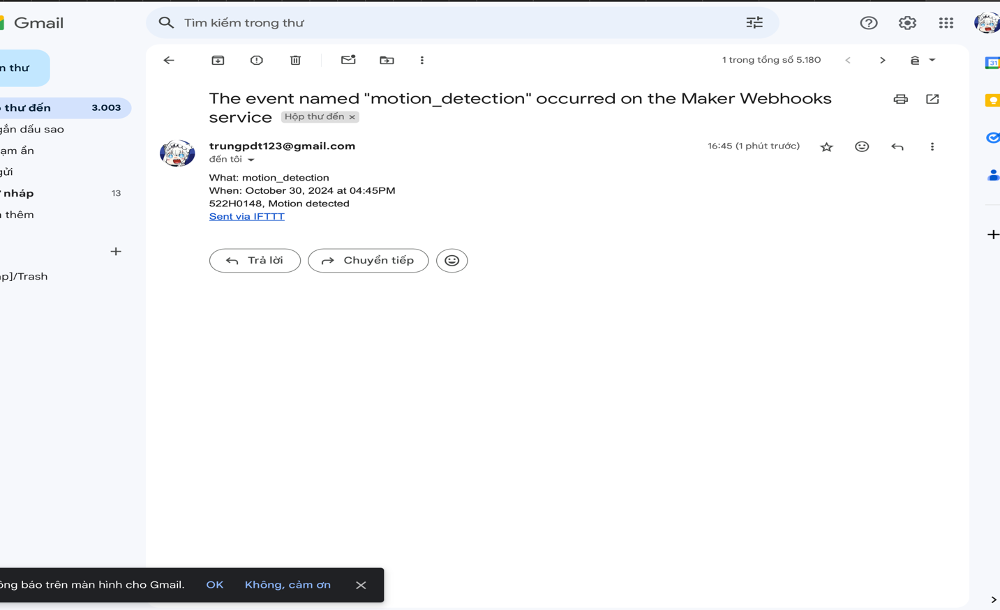 Gmail
Tìm kiếm trong thư
n thư
1 trong tổng số 5.180
31
The event named "motion_detection" occurred on the Maker Webhooks
service Hộp thư đến ×
thư đến 3.003
gắn dấu sao
ạm ẩn
gửi
nháp 13
thêm
p]/Trash
trungpdt123@gmail.com
16:45 (1 phút trước)
đến tôi
What: motion_detection
When: October 30, 2024 at 04:45PM
522H0148, Motion detected
Sent via IFTTT
Trả lời
Chuyển tiếp
ông báo trên màn hình cho Gmail. OK Không, cảm ơn